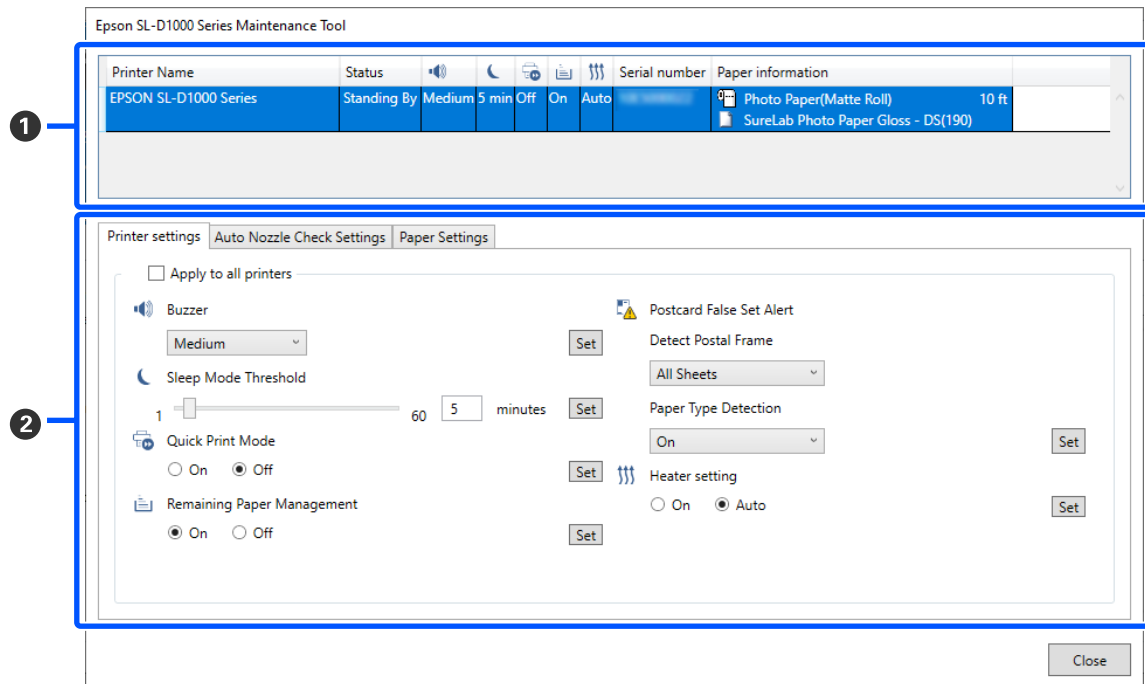 Epson SL-D1000 Series Maintenance Tool
Printer Name Status Serial number Paper information
EPSON SL-D1000 Series Standing By Medium 5 min Off On Auto Photo Paper(Matte Roll) 10 ft
SureLab Photo Paper Gloss - DS(190)
1
Printer settings Auto Nozzle Check Settings Paper Settings
Apply to all printers
Buzzer
Medium Set
Sleep Mode Threshold
1 60 5 minutes Set
Quick Print Mode
On Off Set
Remaining Paper Management
On Off Set
Postcard False Set Alert
Detect Postal Frame
All Sheets
Paper Type Detection
On Set
Heater setting
On Auto Set
2
Close